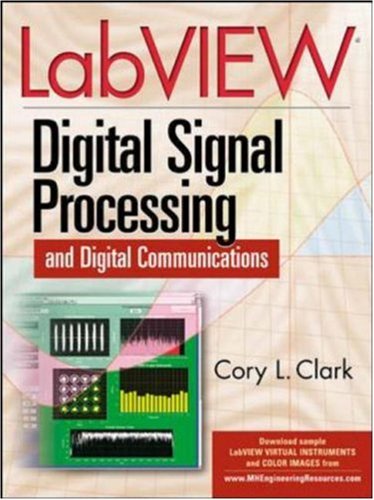 LabVIEW
Digital Signal
Processing
and Digital Communications
Cory L. Clark
Download sample
LabVIEW VIRTUAL INSTRUMENTS
and COLOR IMAGES from
www.MHEngineeringResources.com